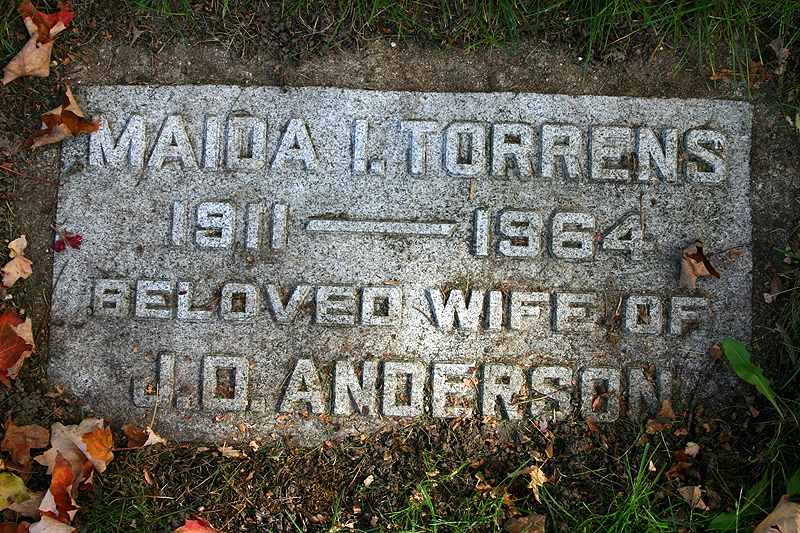 MAIDA I. TORRENS
1911 — 1964
BELOVED WIFE OF
J.O. ANDERSON